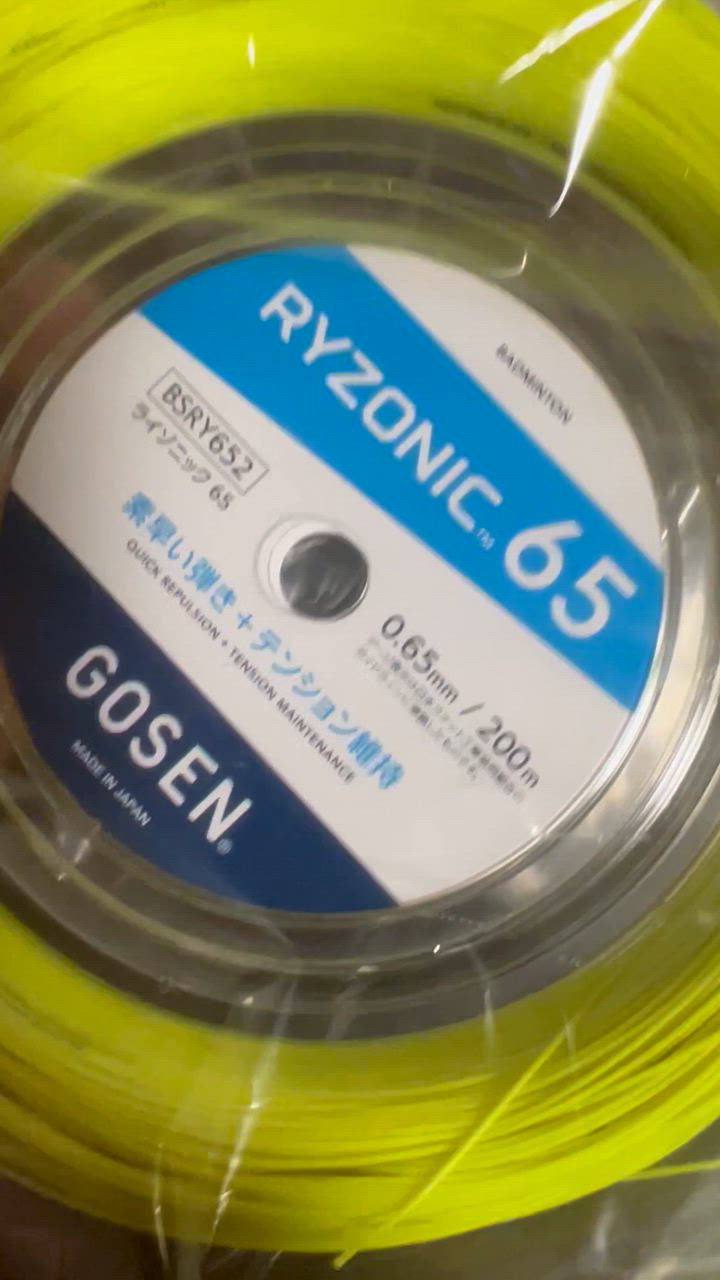 BADMINTON
RYZONIC™ 65
BSRY652
ライソニック 65
0.65mm / 200m
素早い弾き+テンション維持
QUICK REPULSION + TENSION MAINTENANCE
GOSEN®
MADE IN JAPAN